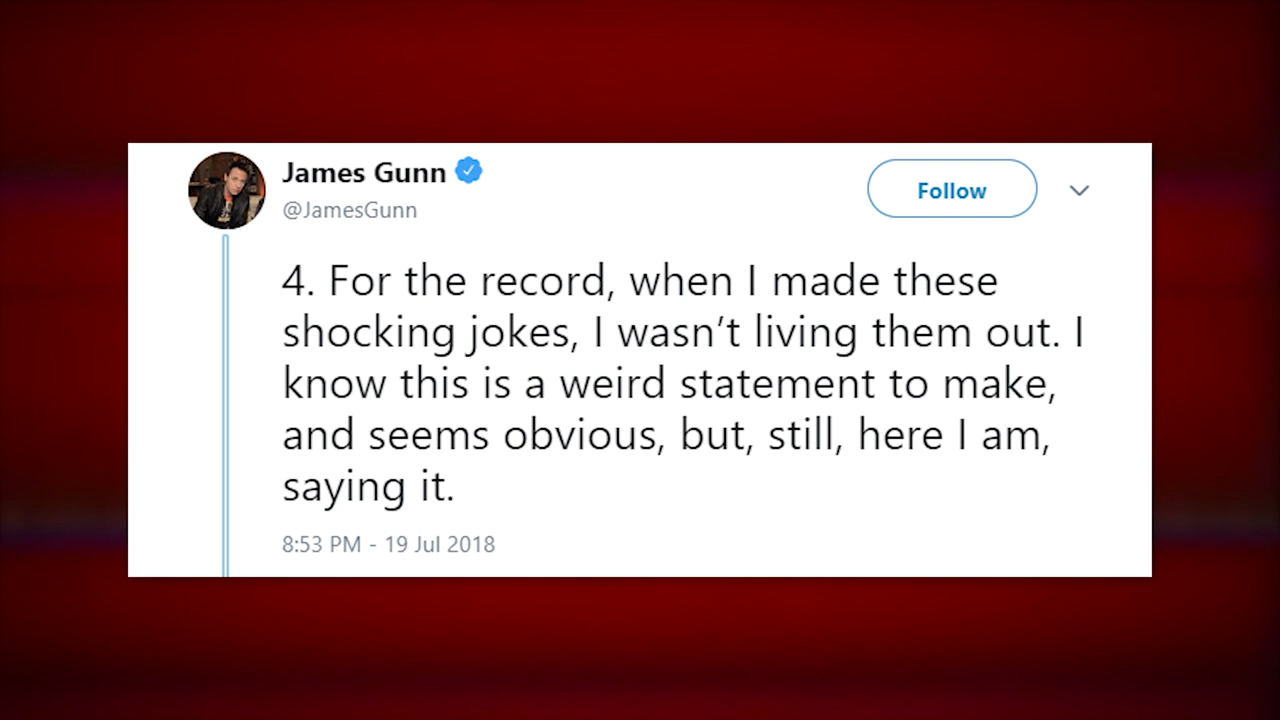 James Gunn
@JamesGunn
Follow
4. For the record, when I made these
shocking jokes, I wasn’t living them out. I
know this is a weird statement to make,
and seems obvious, but, still, here I am,
saying it.
8:53 PM - 19 Jul 2018